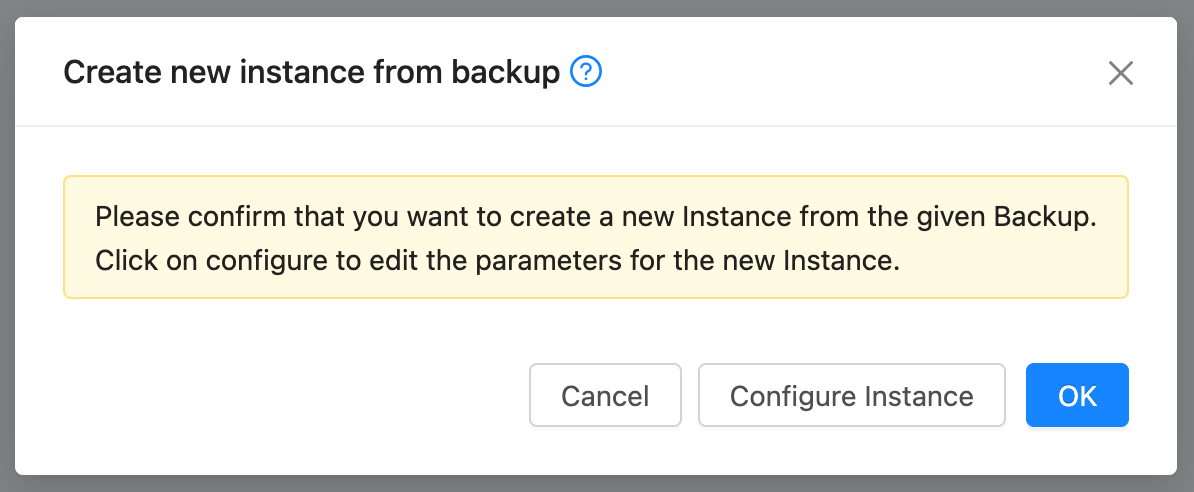 Create new instance from backup ?
Please confirm that you want to create a new Instance from the given Backup.
Click on configure to edit the parameters for the new Instance.
Cancel
Configure Instance
OK